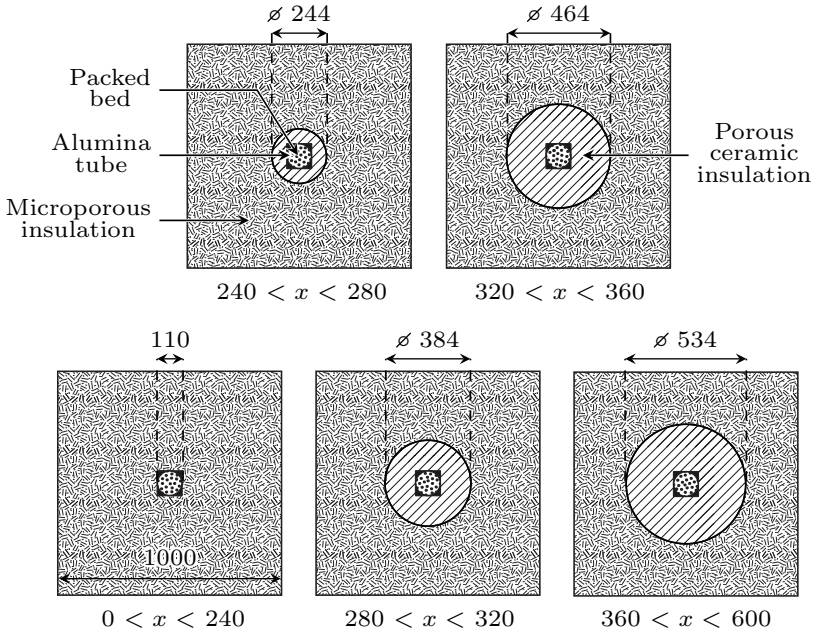 ⌀ 244
⌀ 464
Packed
bed
Alumina
tube
Microporous
insulation
Porous
ceramic
insulation
240 < x < 280
320 < x < 360
110
⌀ 384
⌀ 534
1000
0 < x < 240
280 < x < 320
360 < x < 600